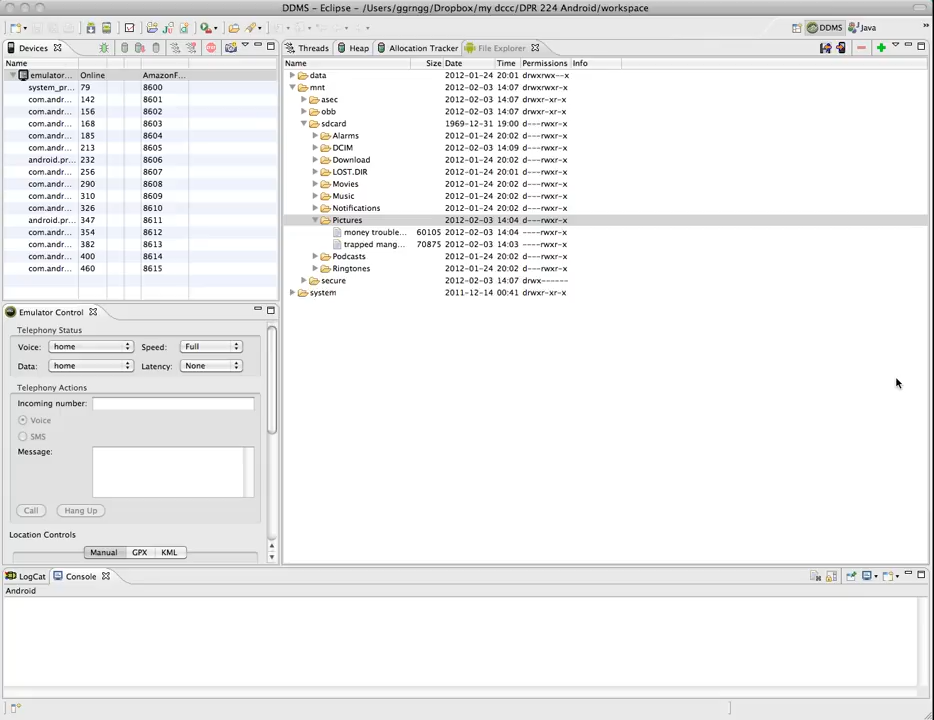 DDMS - Eclipse - /Users/ggrngg/Dropbox/my dccc/DPR 224 Android/workspace
DDMS Java
Devices
Name
emulator... Online AmazonF...
system_pr... 79 8600
com.andr... 142 8601
com.andr... 156 8602
com.andr... 168 8603
com.andr... 185 8604
com.andr... 213 8605
android.pr... 232 8606
com.andr... 256 8607
com.andr... 290 8608
com.andr... 310 8609
com.andr... 326 8610
android.pr... 347 8611
com.andr... 354 8612
com.andr... 382 8613
com.andr... 400 8614
com.andr... 460 8615
Threads Heap Allocation Tracker File Explorer
Name Size Date Time Permissions Info
data 2012-01-24 20:01 drwxrwx--x
mnt 2012-02-03 14:07 drwxrwxr-x
asec 2012-02-03 14:07 drwxr-xr-x
obb 2012-02-03 14:07 drwxr-xr-x
sdcard 1969-12-31 19:00 d---rwxr-x
Alarms 2012-01-24 20:02 d---rwxr-x
DCIM 2012-02-03 14:09 d---rwxr-x
Download 2012-01-24 20:02 d---rwxr-x
LOST.DIR 2012-01-24 20:01 d---rwxr-x
Movies 2012-01-24 20:02 d---rwxr-x
Music 2012-01-24 20:02 d---rwxr-x
Notifications 2012-01-24 20:02 d---rwxr-x
Pictures 2012-02-03 14:04 d---rwxr-x
money trouble... 60105 2012-02-03 14:04 ----rwxr-x
trapped mang... 70875 2012-02-03 14:03 ----rwxr-x
Podcasts 2012-01-24 20:02 d---rwxr-x
Ringtones 2012-01-24 20:02 d---rwxr-x
secure 2012-02-03 14:07 drwx------
system 2011-12-14 00:41 drwxr-xr-x
Emulator Control
Telephony Status
Voice: home Speed: Full
Data: home Latency: None
Telephony Actions
Incoming number:
Voice
SMS
Message:
Call Hang Up
Location Controls
Manual GPX KML
LogCat Console
Android